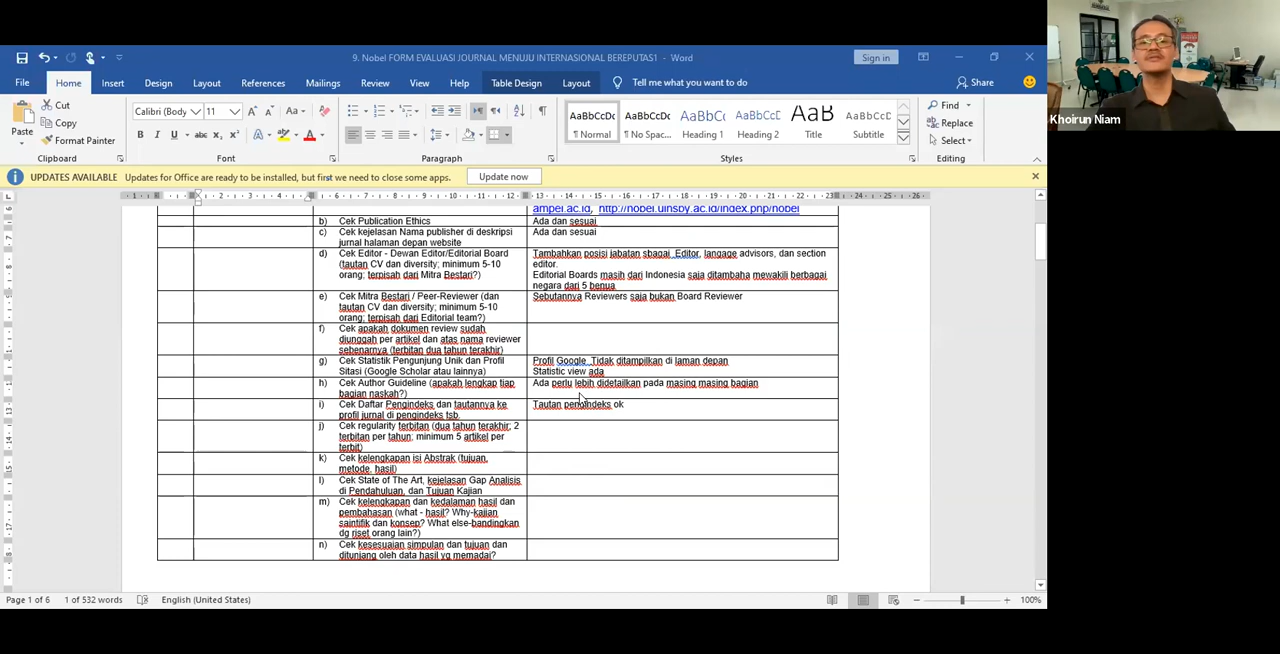 9. Nobel FORM EVALUASI JOURNAL MENUJU INTERNASIONAL BEREPUTAS1 - Word
Sign in
File Home Insert Design Layout References Mailings Review View Help Table Design Layout Tell me what you want to do Share
Paste
Cut
Copy
Format Painter
Clipboard
Calibri (Body) 11
Font
Paragraph
AaBbCcDc AaBbCcDc AaBbCc AaBbCcD AaB AaBbCcD
¶ Normal ¶ No Spac... Heading 1 Heading 2 Title Subtitle
Styles
Find
Replace
Select
Editing
UPDATES AVAILABLE Updates for Office are ready to be installed, but first we need to close some apps. Update now
ampel.ac.id, http://nobel.uinsby.ac.id/index.php/nobel
b) Cek Publication Ethics
Ada dan sesuai
c) Cek kejelasan Nama publisher di deskripsi
jurnal halaman depan website
Ada dan sesuai
d) Cek Editor - Dewan Editor/Editorial Board
(tautan CV dan diversity; minimum 5-10
orang; terpisah dari Mitra Bestari?)
Tambahkan posisi jabatan sbagai Editor, langage advisors, dan section
editor.
Editorial Boards masih dari Indonesia saja ditambaha mewakili berbagai
negara dari 5 benua
e) Cek Mitra Bestari / Peer-Reviewer (dan
tautan CV dan diversity; minimum 5-10
orang; terpisah dari Editorial team?)
Sebutannya Reviewers saja bukan Board Reviewer
f) Cek apakah dokumen review sudah
diunggah per artikel dan atas nama reviewer
sebenarnya (terbitan dua tahun terakhir)
g) Cek Statistik Pengunjung Unik dan Profil
Sitasi (Google Scholar atau lainnya)
Profil Google Tidak ditampilkan di laman depan
Statistic view ada
h) Cek Author Guideline (apakah lengkap tiap
bagian naskah?)
Ada perlu lebih didetailkan pada masing masing bagian
i) Cek Daftar Pengindeks dan tautannya ke
profil jurnal di pengindeks tsb.
Tautan pengindeks ok
j) Cek regularity terbitan (dua tahun terakhir; 2
terbitan per tahun; minimum 5 artikel per
terbit)
k) Cek kelengkapan isi Abstrak (tujuan,
metode, hasil)
l) Cek State of The Art, kejelasan Gap Analisis
di Pendahuluan, dan Tujuan Kajian
m) Cek kelengkapan dan kedalaman hasil dan
pembahasan (what - hasil? Why-kajian
saintifik dan konsep? What else-bandingkan
dg riset orang lain?)
n) Cek kesesuaian simpulan dan tujuan dan
ditunjang oleh data hasil yg memadai?
Page 1 of 6 1 of 532 words English (United States) 100%
Khoirun Niam